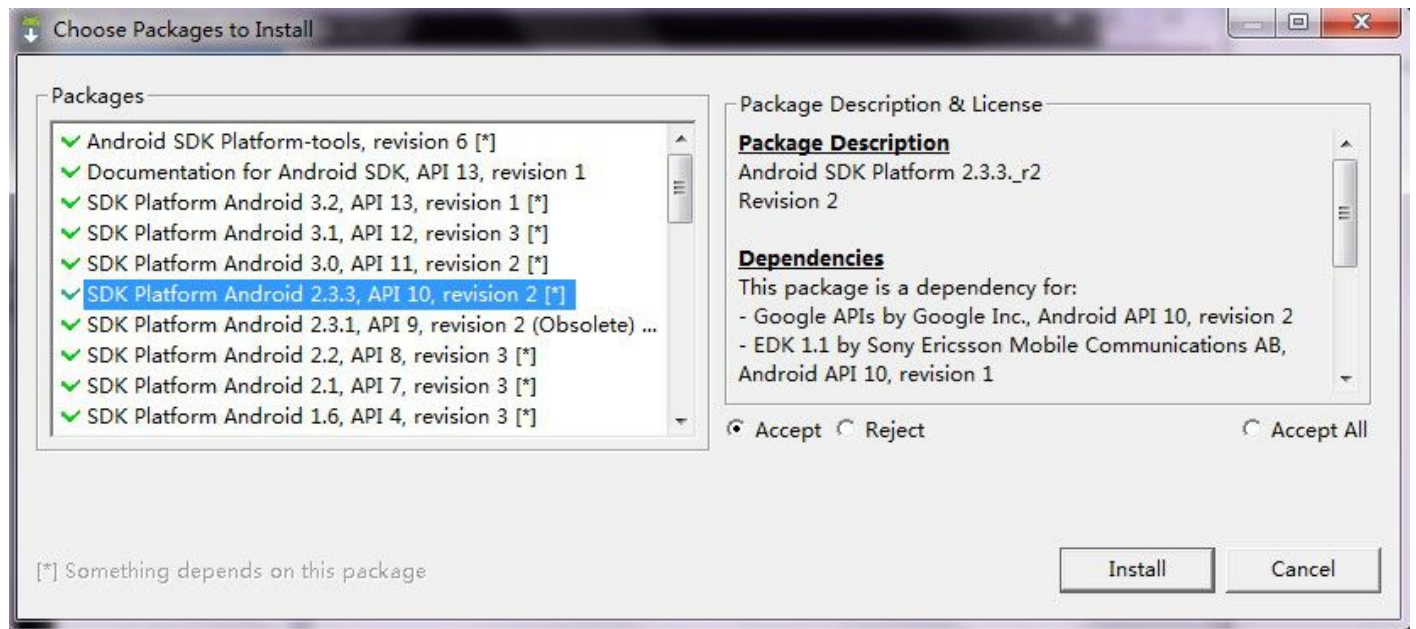 Choose Packages to Install
Packages
Android SDK Platform-tools, revision 6 [*]
Documentation for Android SDK, API 13, revision 1
SDK Platform Android 3.2, API 13, revision 1 [*]
SDK Platform Android 3.1, API 12, revision 3 [*]
SDK Platform Android 3.0, API 11, revision 2 [*]
SDK Platform Android 2.3.3, API 10, revision 2 [*]
SDK Platform Android 2.3.1, API 9, revision 2 (Obsolete) ...
SDK Platform Android 2.2, API 8, revision 3 [*]
SDK Platform Android 2.1, API 7, revision 3 [*]
SDK Platform Android 1.6, API 4, revision 3 [*]
Package Description & License
Package Description
Android SDK Platform 2.3.3._r2
Revision 2
Dependencies
This package is a dependency for:
- Google APIs by Google Inc., Android API 10, revision 2
- EDK 1.1 by Sony Ericsson Mobile Communications AB,
Android API 10, revision 1
Accept Reject Accept All
[*] Something depends on this package
Install Cancel